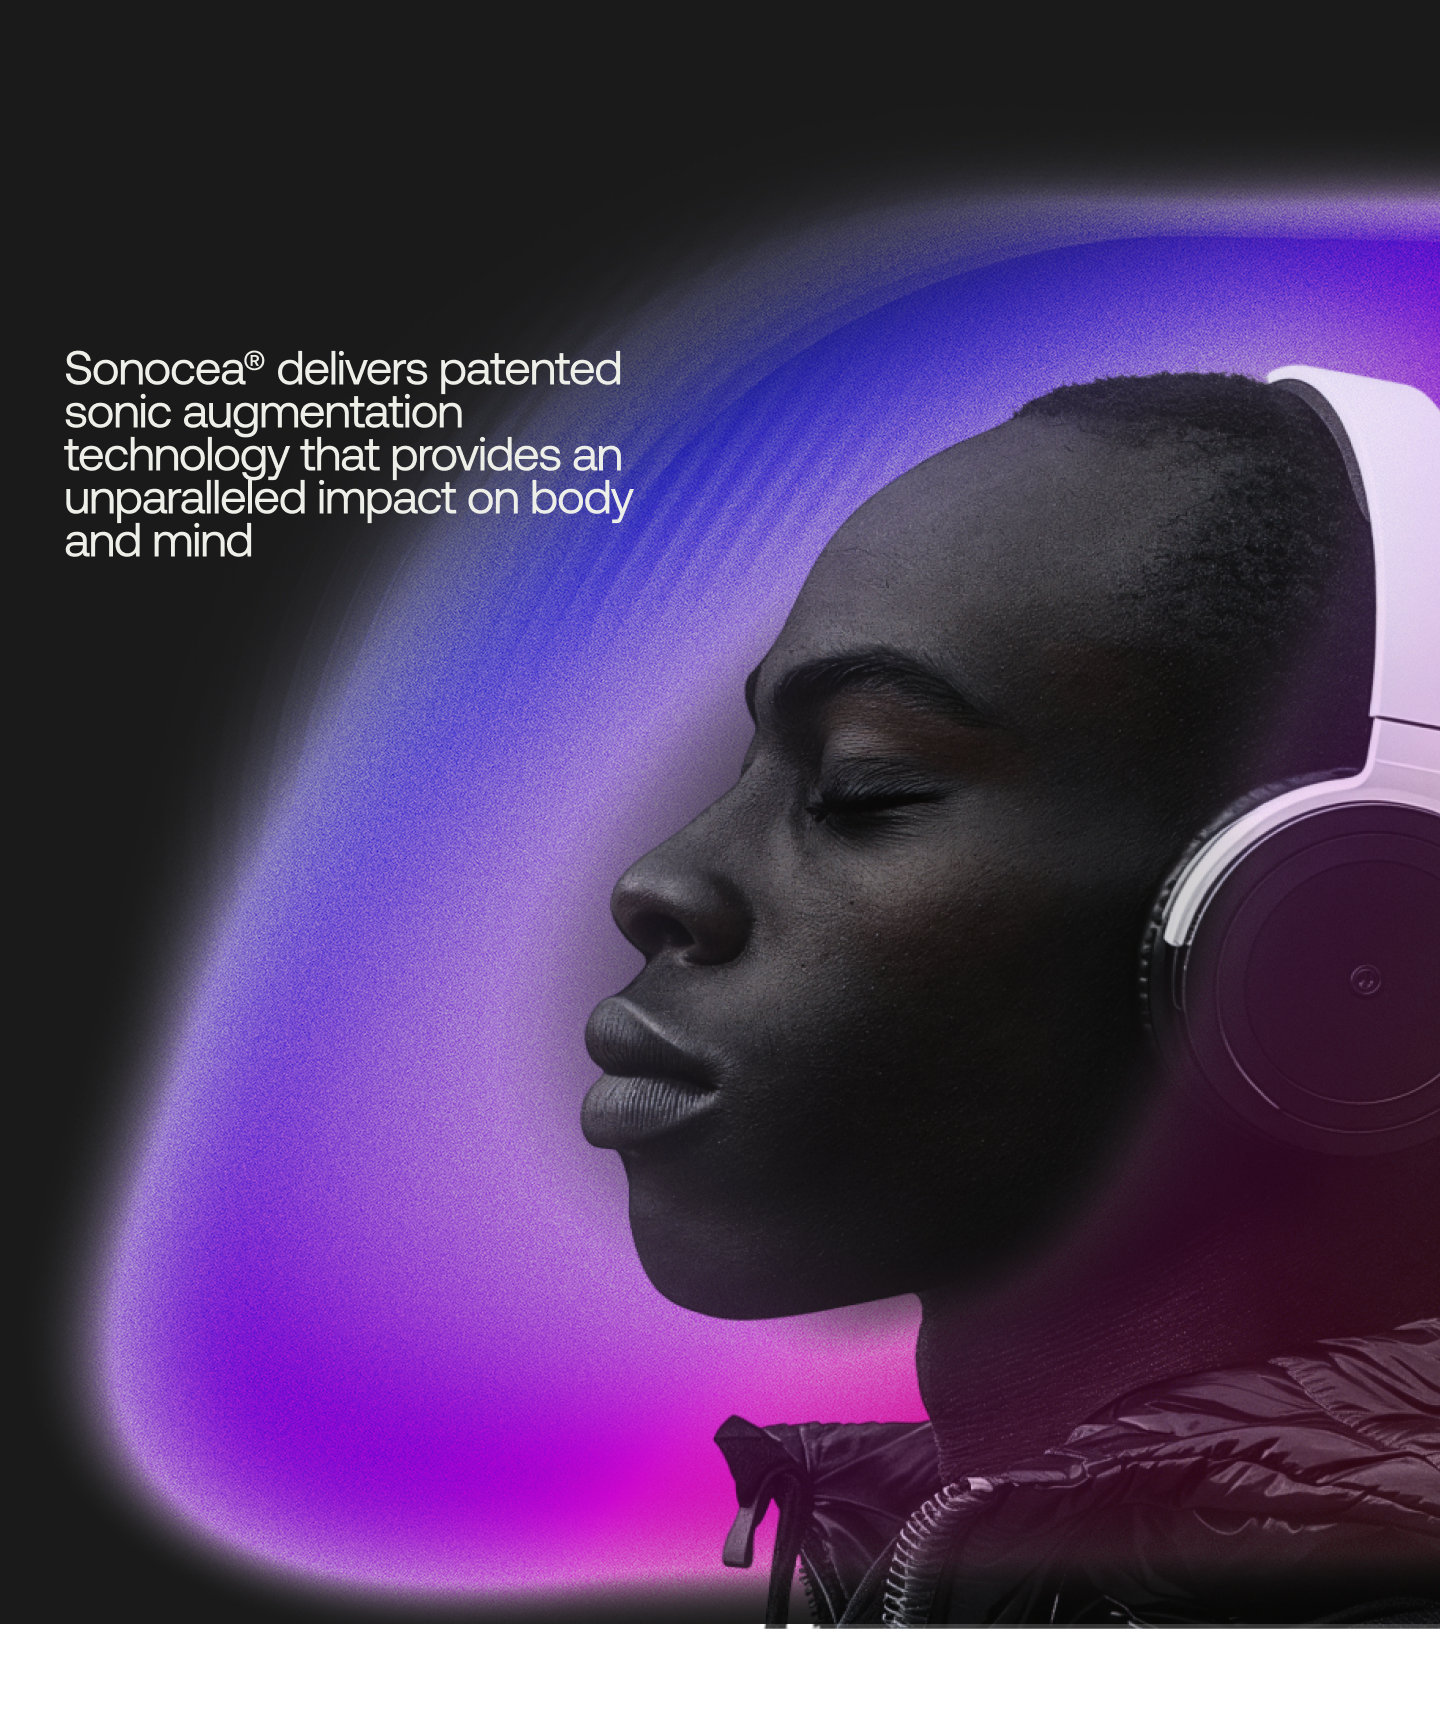 Sonocea® delivers patented
sonic augmentation
technology that provides an
unparalleled impact on body
and mind